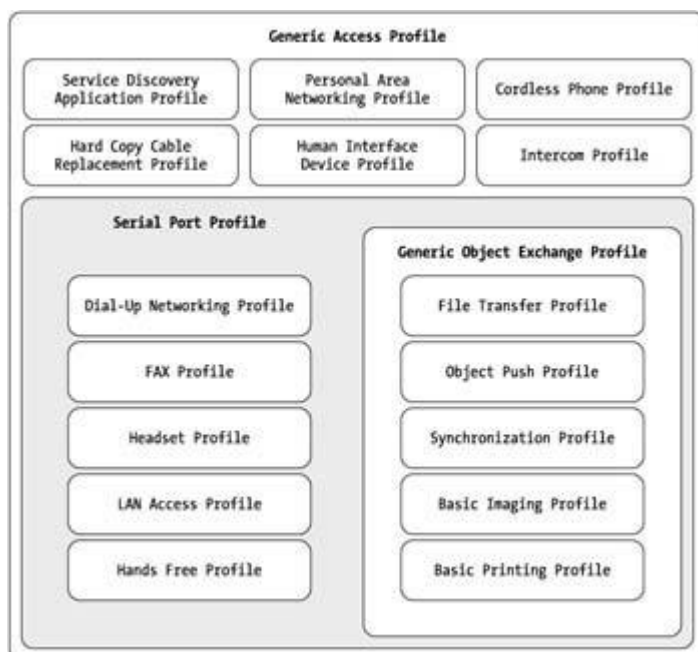 Generic Access Profile
Service Discovery
Application Profile
Personal Area
Networking Profile
Cordless Phone Profile
Hard Copy Cable
Replacement Profile
Human Interface
Device Profile
Intercom Profile
Serial Port Profile
Dial-Up Networking Profile
FAX Profile
Headset Profile
LAN Access Profile
Hands Free Profile
Generic Object Exchange Profile
File Transfer Profile
Object Push Profile
Synchronization Profile
Basic Imaging Profile
Basic Printing Profile